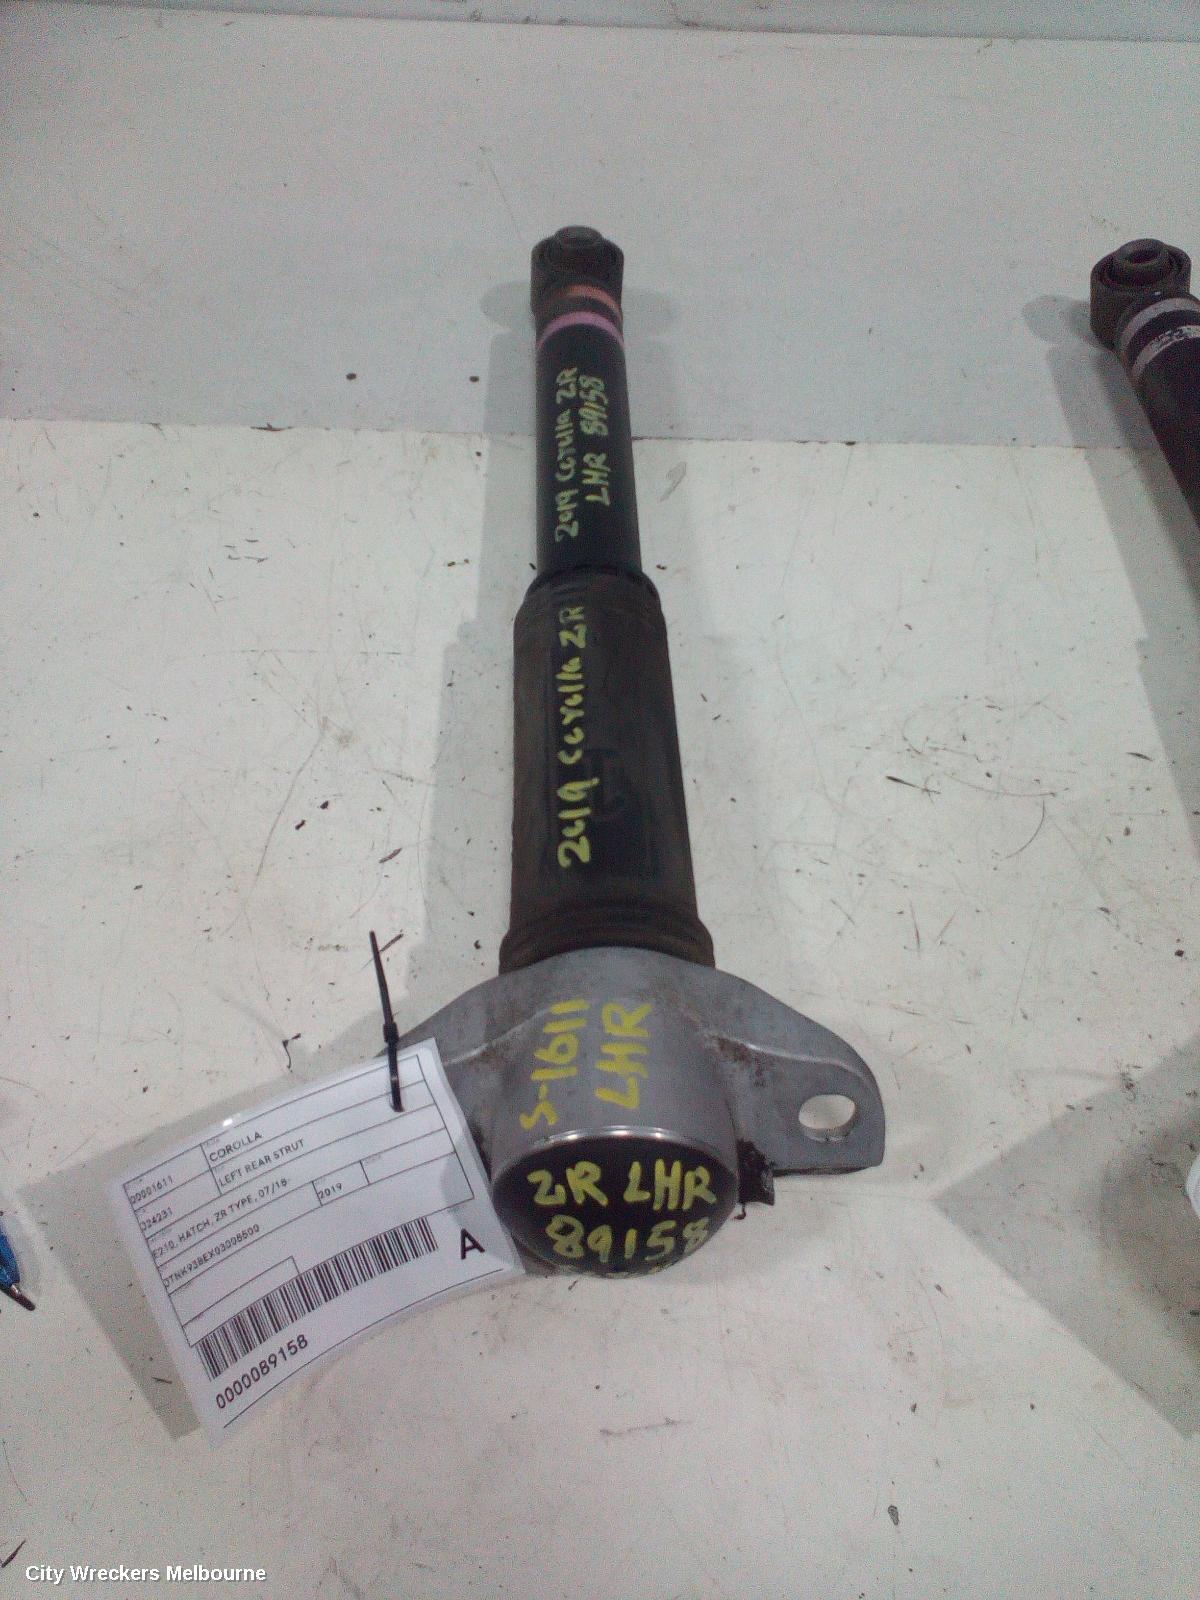 2019 Corolla ZR
LHR 89158
2019 Corolla ZR
S-1611
LHR
ZR LHR
89158
COROLLA
00001611
LEFT REAR STRUT
324231
E210, HATCH, ZR TYPE, 07/18-
2019
A
0000089158
City Wreckers Melbourne